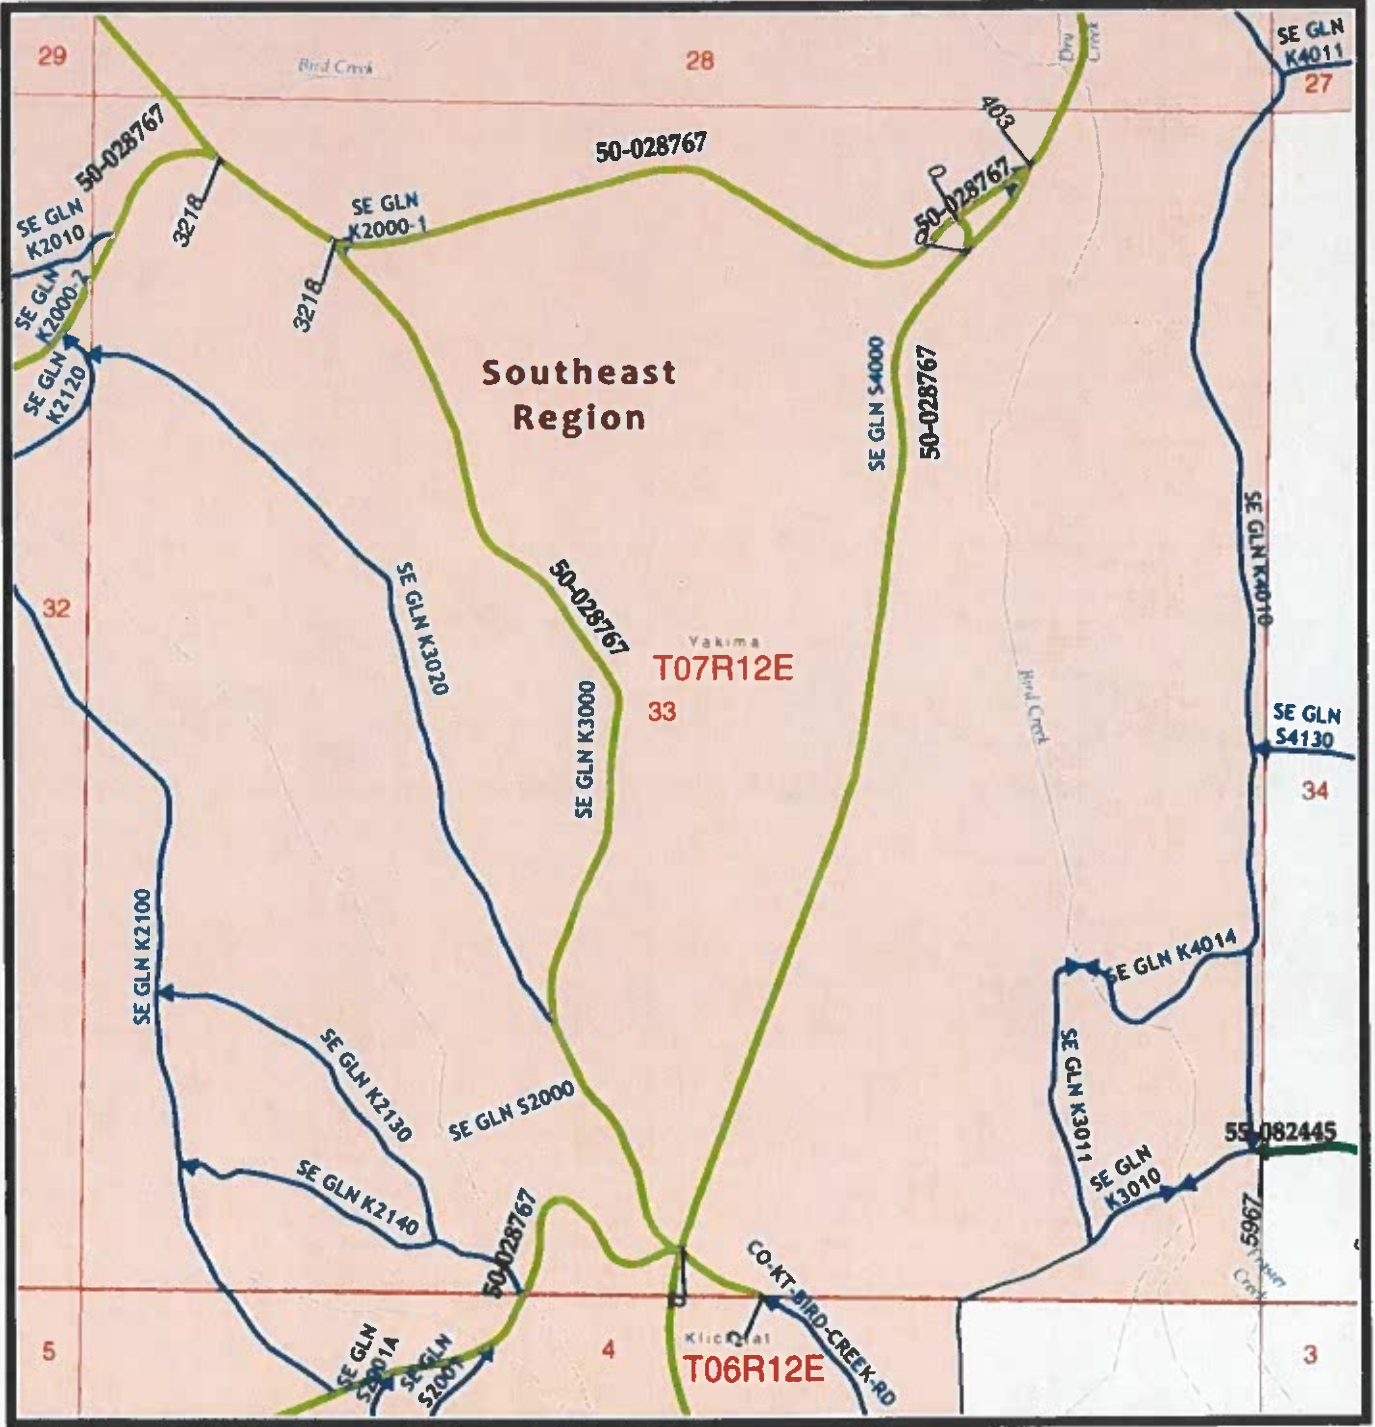 29
Bird Creek
28
Dry
Creek
SE GLN
K4011
27
403
50-028767
50-028767
50-028767
SE GLN
K2010
3218
SE GLN
K2000-1
SE GLN
K2000-2
3218
SE GLN
K2120
Southeast
Region
SE GLN S4000
50-028767
SE GLN K4010
32
SE GLN K3020
50-028767
Yakima
T07R12E
33
SE GLN K3000
Bird Creek
SE GLN
S4130
34
SE GLN K2100
SE GLN K4014
SE GLN K2130
SE GLN S2000
SE GLN K3011
55-082445
SE GLN
K3010
SE GLN K2140
50-028767
5967
CO-KT-BIRD-CREEK-RD
Creek
5
SE GLN
S2001A
SE GLN
S2001
4
Klickitat
T06R12E
3